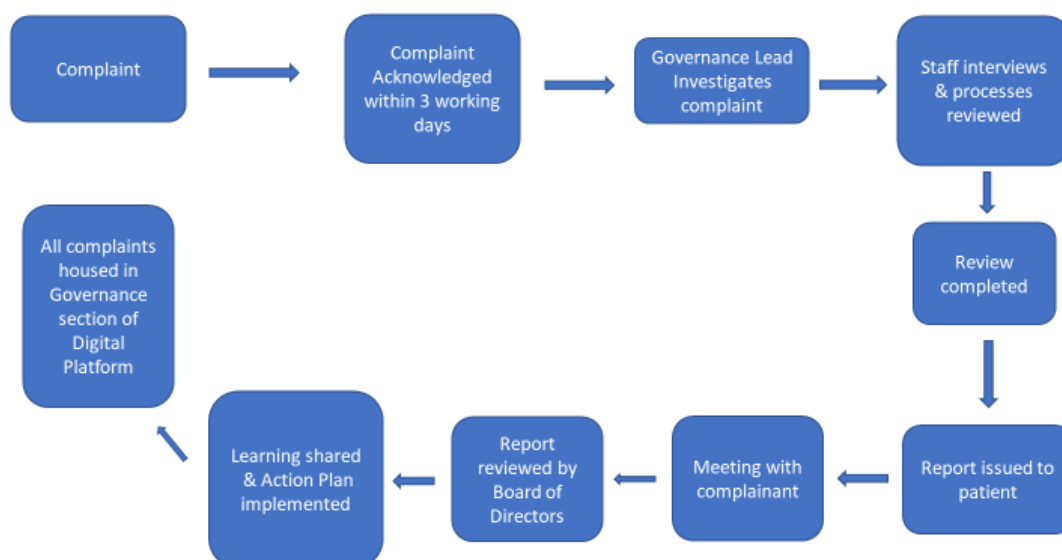 Complaint
Complaint
Acknowledged
within 3 working
days
Governance Lead
Investigates
complaint
Staff interviews
& processes
reviewed
Review
completed
Report issued to
patient
Meeting with
complainant
Report
reviewed by
Board of
Directors
Learning shared
& Action Plan
implemented
All complaints
housed in
Governance
section of
Digital
Platform